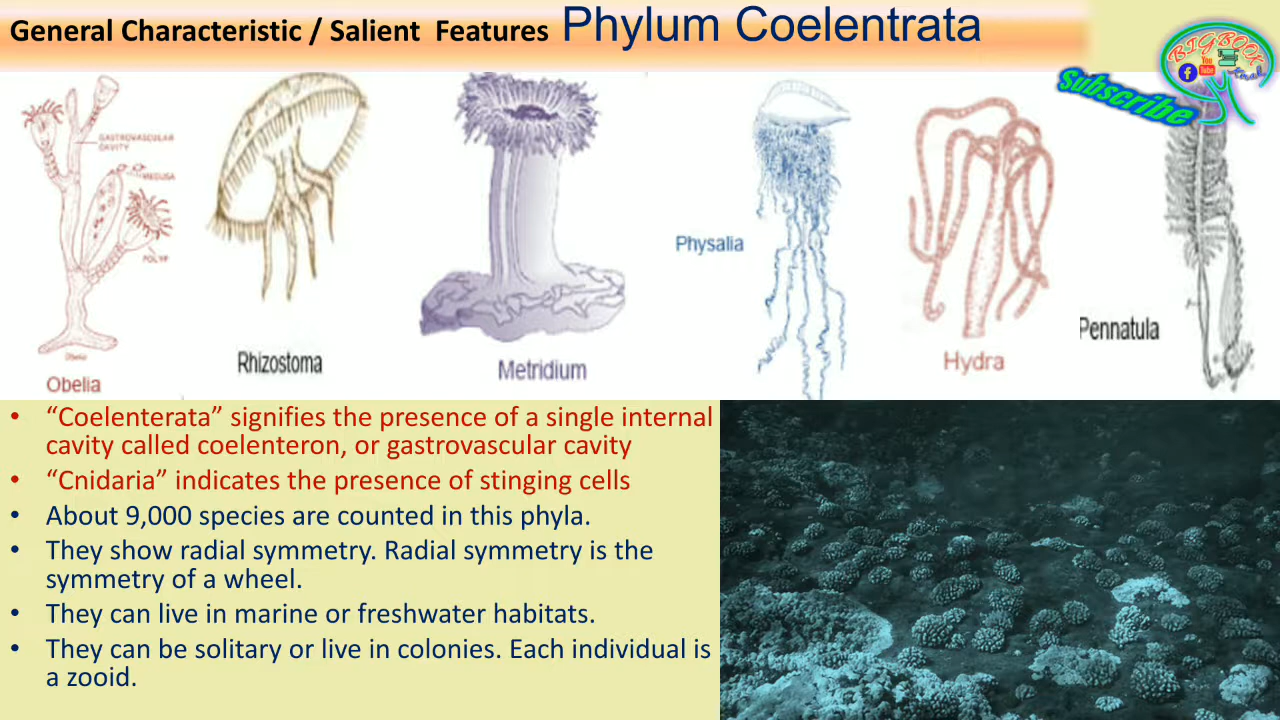 General Characteristic / Salient Features Phylum Coelentrata
BIGBOOK
You
Tube
f
Subscribe
GASTROVASCULAR
CAVITY
MEDUSA
POLYP
Obelia
Obelia
Rhizostoma
Metridium
Physalia
Hydra
Pennatula
• “Coelenterata” signifies the presence of a single internal
cavity called coelenteron, or gastrovascular cavity
• “Cnidaria” indicates the presence of stinging cells
• About 9,000 species are counted in this phyla.
• They show radial symmetry. Radial symmetry is the
symmetry of a wheel.
• They can live in marine or freshwater habitats.
• They can be solitary or live in colonies. Each individual is
a zooid.